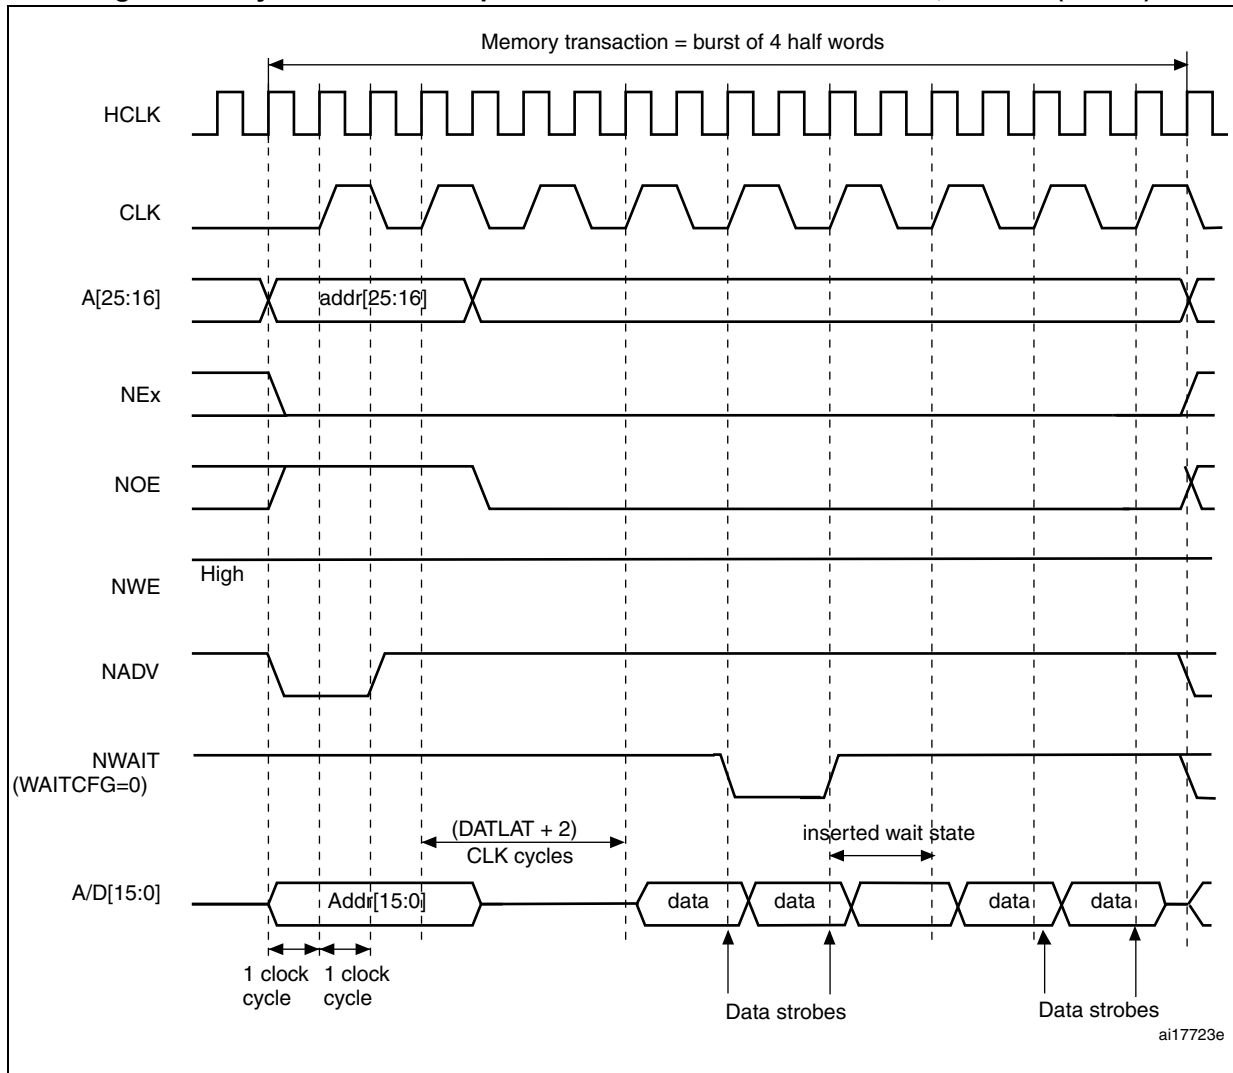 Memory transaction = burst of 4 half words
HCLK
CLK
A[25:16]
addr[25:16]
NEx
NOE
High
NWE
NADV
NWAIT
(WAITCFG=0)
(DATLAT + 2)
CLK cycles
inserted wait state
A/D[15:0]
Addr[15:0]
data
data
data
data
1 clock
cycle
1 clock
cycle
Data strobes
Data strobes
ai17723e